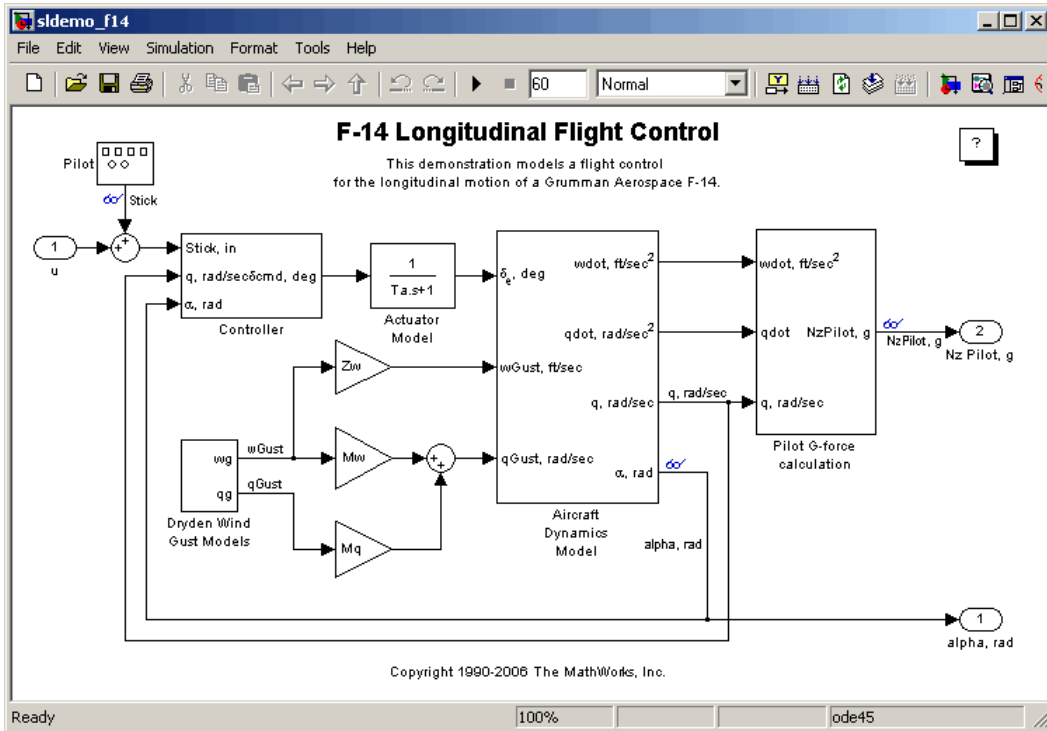 sldemo_f14
File Edit View Simulation Format Tools Help
60 Normal
F-14 Longitudinal Flight Control
This demonstration models a flight control
for the longitudinal motion of a Grumman Aerospace F-14.
?
Pilot
Stick
1
u
Stick, in
q, rad/secδcmd, deg
α, rad
Controller
1
Ta.s+1
Actuator
Model
δe, deg
wGust, ft/sec
qGust, rad/sec
wdot, ft/sec²
qdot, rad/sec²
q, rad/sec
α, rad
Aircraft
Dynamics
Model
q, rad/sec
alpha, rad
wdot, ft/sec²
qdot NzPilot, g
q, rad/sec
Pilot G-force
calculation
NzPilot, g
2
Nz Pilot, g
Zw
Mw
Mq
wGust
qGust
wg
qg
Dryden Wind
Gust Models
1
alpha, rad
Copyright 1990-2006 The MathWorks, Inc.
Ready 100% ode45